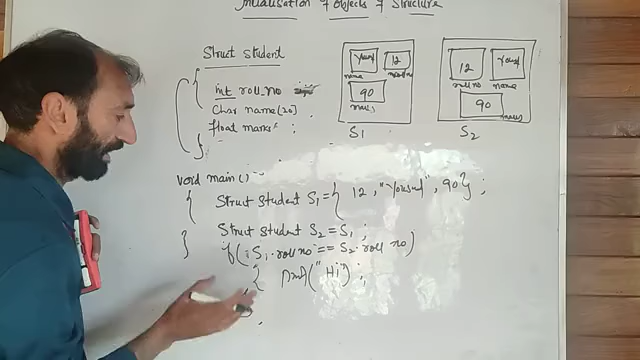 Initialisation of objects of Structure
Struct student
{
int roll_no
Char name[20]
float marks ;
} ;
Yousuf 12
name roll no
90
marks
S1
12 Yousuf
roll no name
90
marks
S2
void main()
{ Struct student S1 = { 12, "Yousuf", 90} ;
Struct student S2 = S1 ;
if( S1.roll no == S2.roll no)
{ printf("Hi") ;
}
}